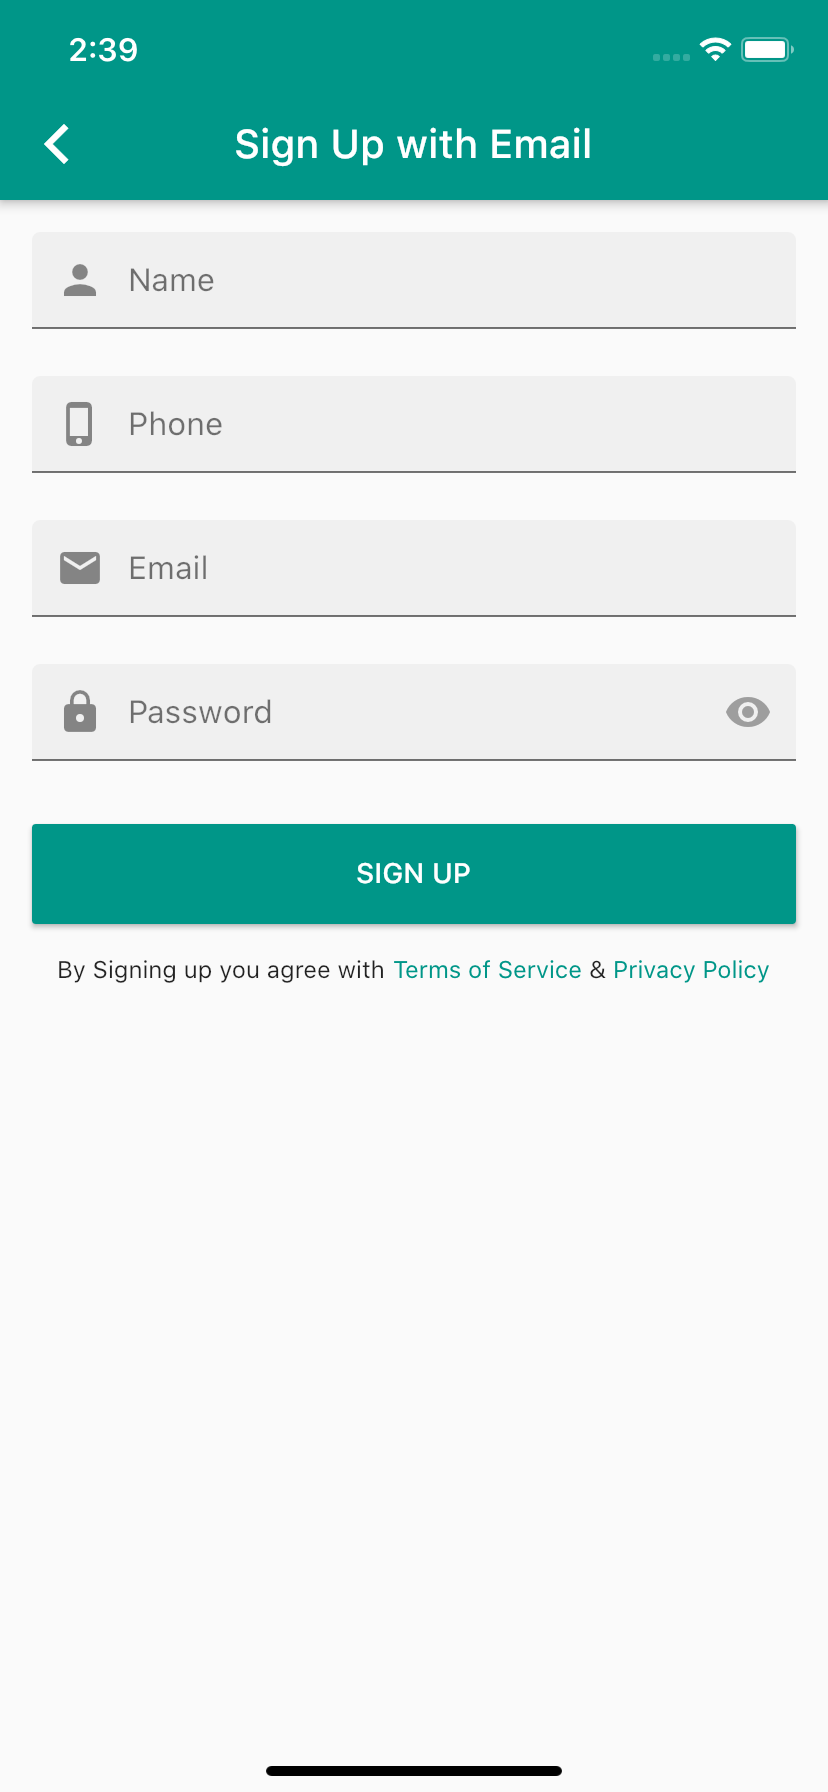 2:39
Sign Up with Email
Name
Phone
Email
Password
SIGN UP
By Signing up you agree with Terms of Service & Privacy Policy